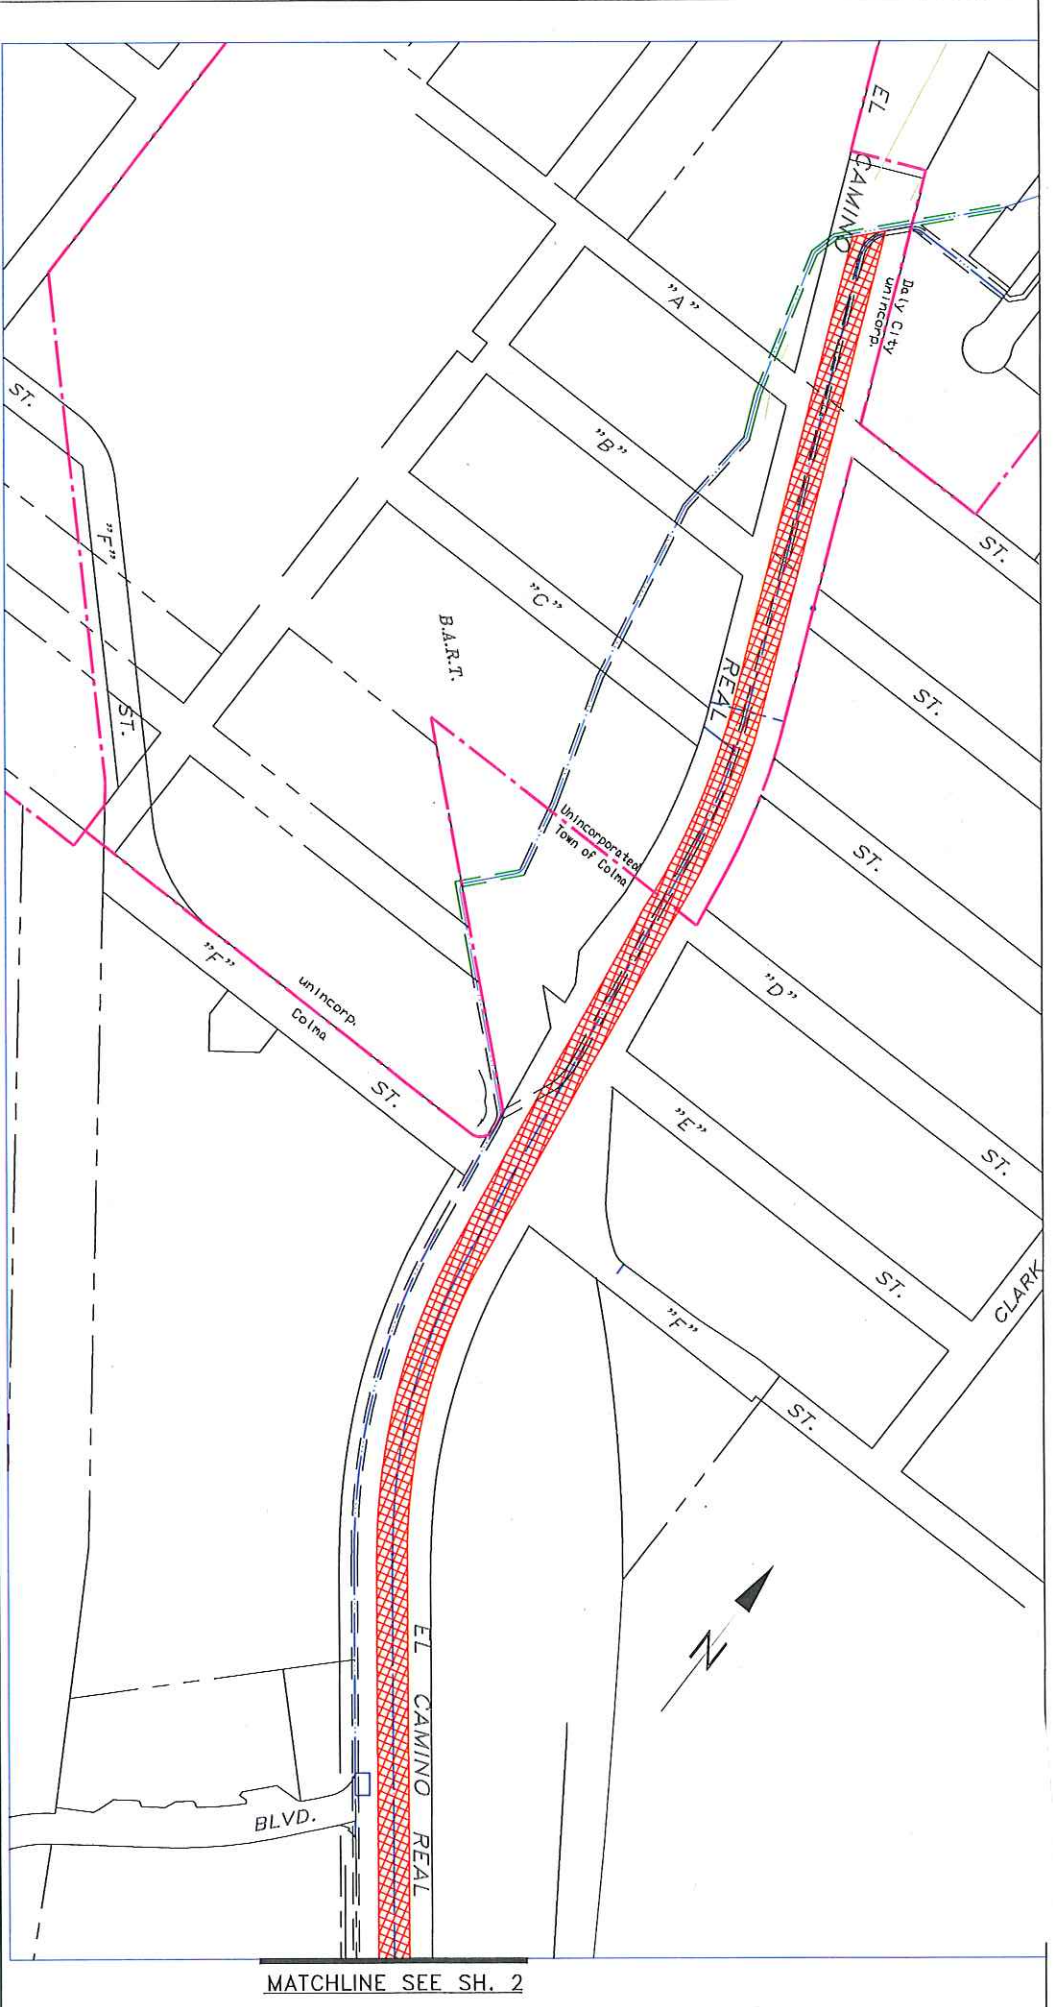 EL
CAMINO
Daly City
unincorp.
"A"
ST.
"B"
ST.
"F"
"C"
B.A.R.T.
REAL
ST.
ST.
Unincorporated
Town of Colma
ST.
"F"
unincorp.
Colma
"D"
ST.
"E"
ST.
ST.
CLARK
"F"
ST.
N
EL CAMINO REAL
BLVD.
MATCHLINE SEE SH. 2